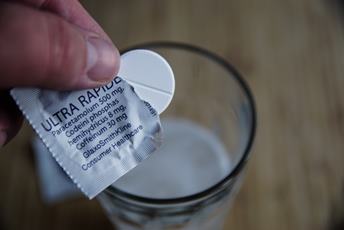 ULTRA RAPIDE
Paracetamolum 500 mg,
Codeini phosphas
hemihydricus 8 mg,
Coffeinum 30 mg
GlaxoSmithKline
Consumer Healthcare